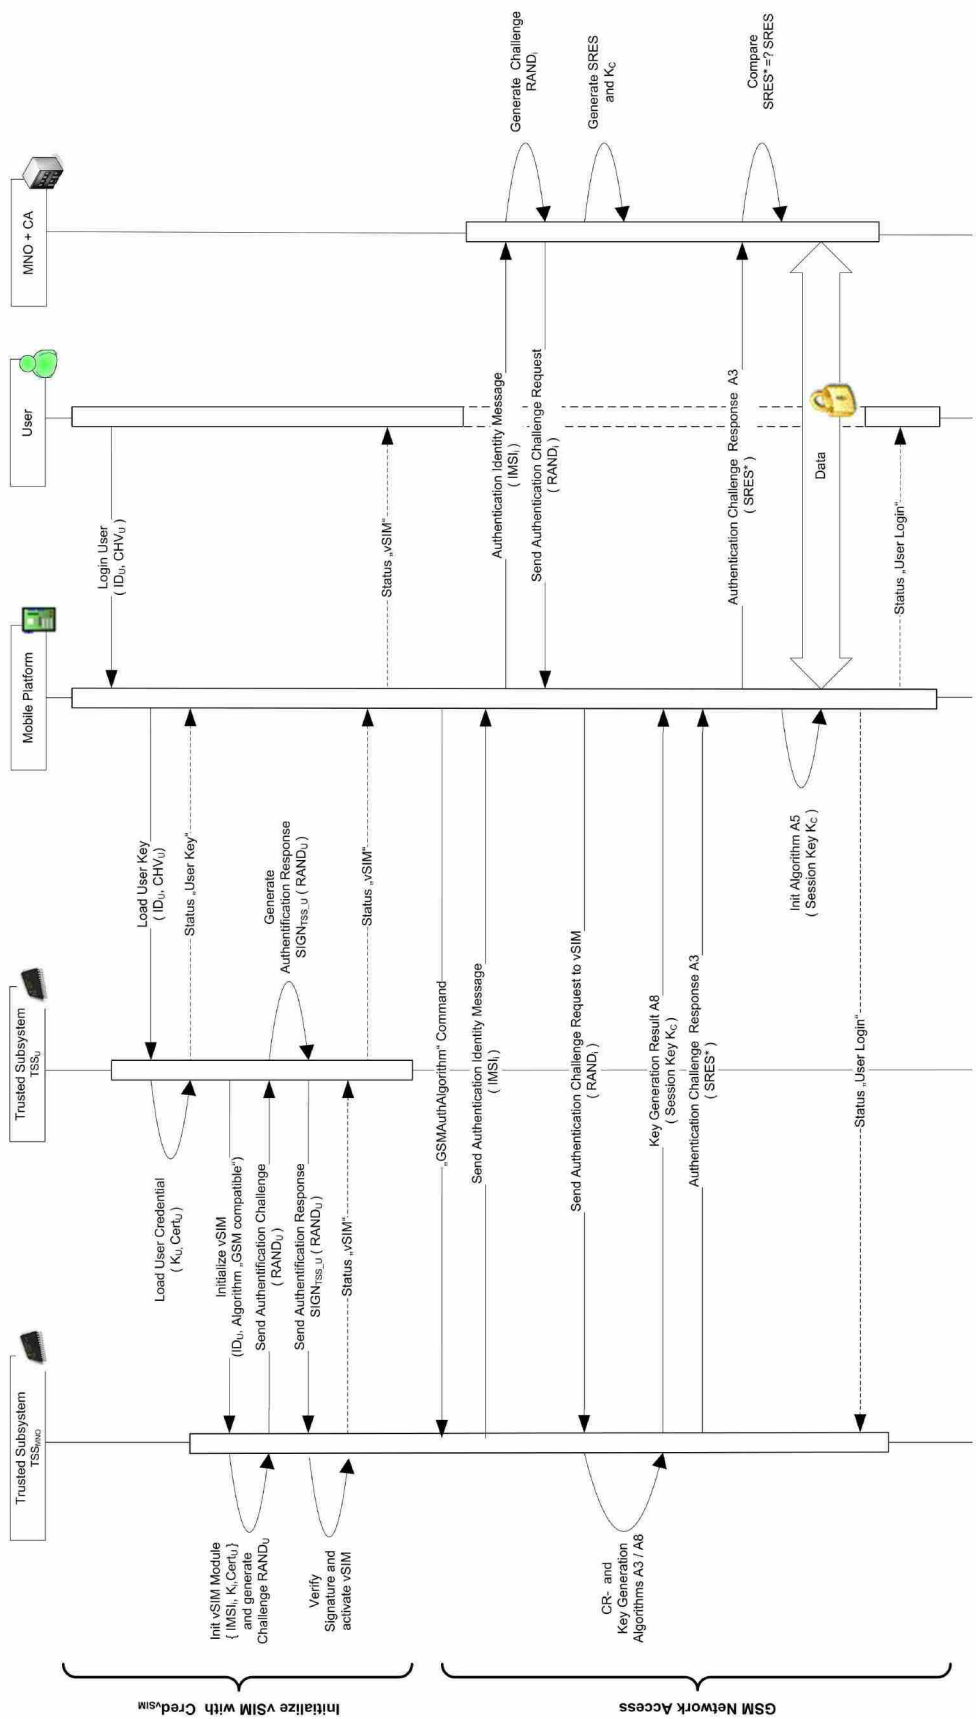 Trusted Subsystem
TSS_MNO
Trusted Subsystem
TSS_U
Mobile Platform
User
MNO + CA
Initialize vSIM with Cred_vSIM
Login User
( ID_U, CHV_U )
Load User Key
( ID_U, CHV_U)
Load User Credential
( K_U, Cert_U )
Status „User Key“
Initialize vSIM
(ID_U, Algorithm „GSM compatible“)
Init vSIM Module
{ IMSI_i, K_i,Cert_U }
and generate
Challenge RAND_U
Send Authentification Challenge
( RAND_U )
Generate
Authentification Response
SIGN_TSS_U ( RAND_U )
Send Authentification Response
SIGN_TSS_U ( RAND_U )
Verify
Signature and
activate vSIM
Status „vSIM“
Status „vSIM“
Status „vSIM“
GSM Network Access
„GSMAuthAlgorithm“ Command
Send Authentication Identity Message
( IMSI_i )
Authentication Identity Message
( IMSI_i )
Generate Challenge
RAND_i
Send Authentication Challenge Request
( RAND_i )
Generate SRES
and K_C
Send Authentication Challenge Request to vSIM
( RAND_i )
CR- and
Key Generation
Algorithms A3 / A8
Key Generation Result A8
( Session Key K_C )
Authentication Challenge Response A3
( SRES* )
Authentication Challenge Response A3
( SRES* )
Compare
SRES* =? SRES
Init Algorithm A5
( Session Key K_C )
Data
Status „User Login“
Status „User Login“